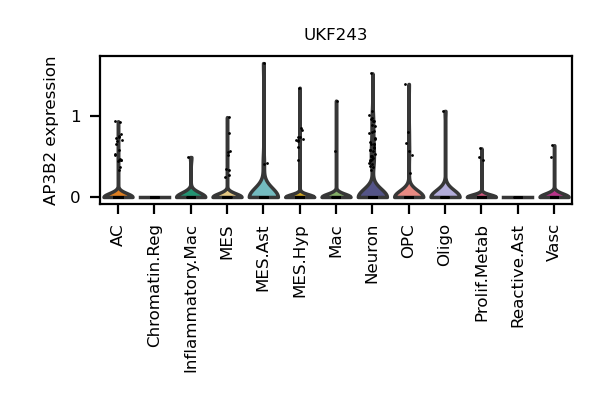 UKF243
AP3B2 expression
1
0
AC
Chromatin.Reg
Inflammatory.Mac
MES
MES.Ast
MES.Hyp
Mac
Neuron
OPC
Oligo
Prolif.Metab
Reactive.Ast
Vasc